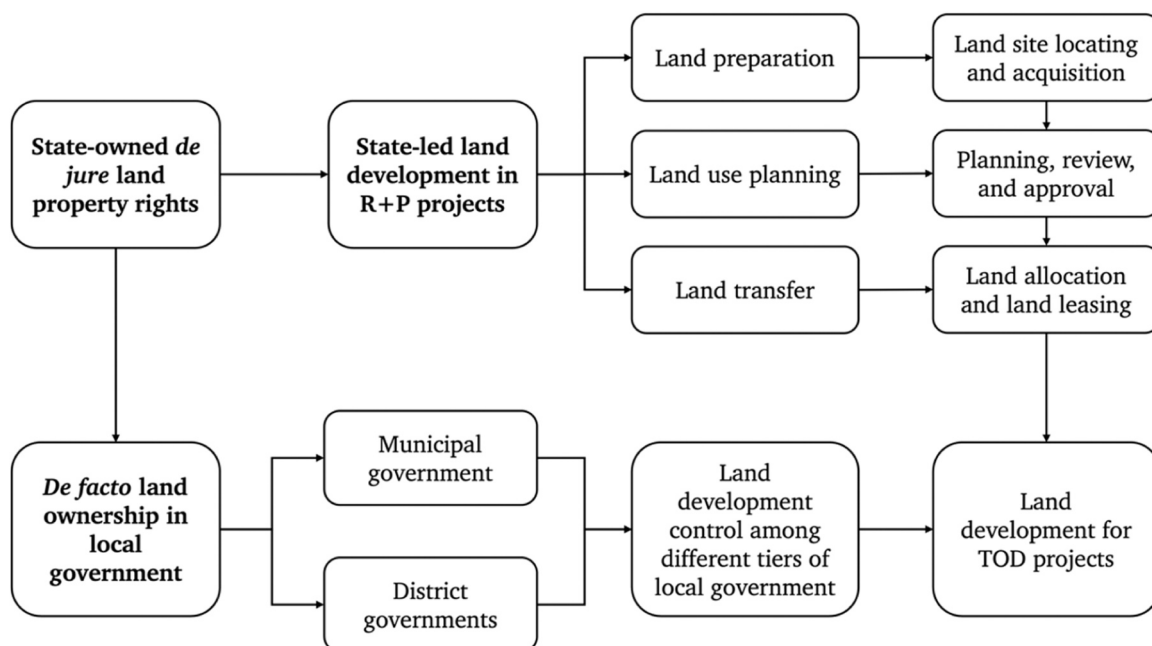 State-owned de
jure land
property rights
State-led land
development in
R+P projects
Land preparation
Land site locating
and acquisition
Land use planning
Planning, review,
and approval
Land transfer
Land allocation
and land leasing
De facto land
ownership in
local
government
Municipal
government
District
governments
Land
development
control among
different tiers of
local government
Land
development for
TOD projects